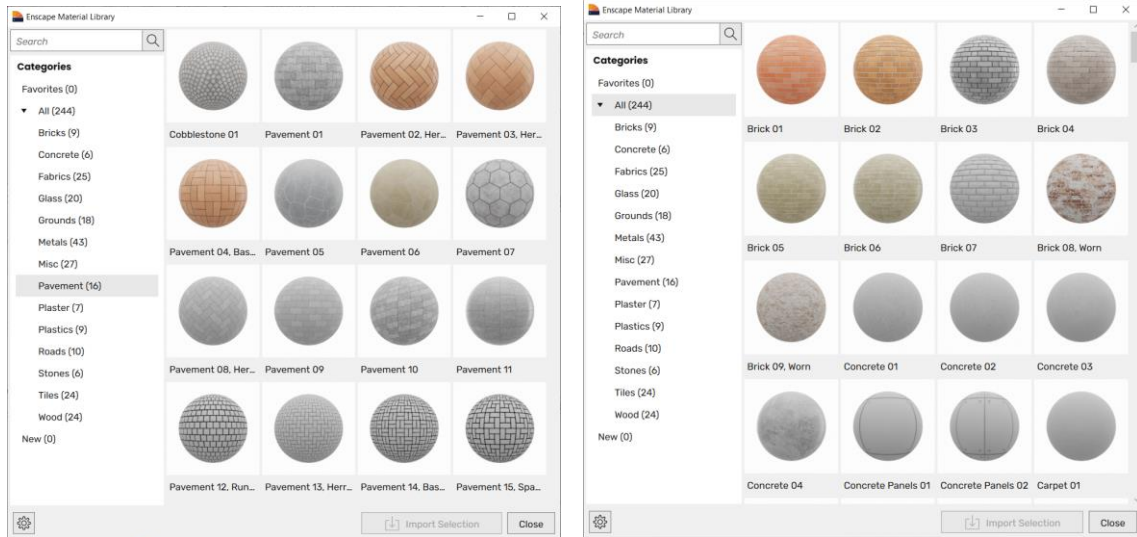 Enscape Material Library
Search
Categories
Favorites (0)
All (244)
Bricks (9)
Concrete (6)
Fabrics (25)
Glass (20)
Grounds (18)
Metals (43)
Misc (27)
Pavement (16)
Plaster (7)
Plastics (9)
Roads (10)
Stones (6)
Tiles (24)
Wood (24)
New (0)
Cobblestone 01 Pavement 01 Pavement 02, Her... Pavement 03, Her...
Pavement 04, Bas... Pavement 05 Pavement 06 Pavement 07
Pavement 08, Her... Pavement 09 Pavement 10 Pavement 11
Pavement 12, Run... Pavement 13, Herr... Pavement 14, Bas... Pavement 15, Spa...
Import Selection Close
Enscape Material Library
Search
Categories
Favorites (0)
All (244)
Bricks (9)
Concrete (6)
Fabrics (25)
Glass (20)
Grounds (18)
Metals (43)
Misc (27)
Pavement (16)
Plaster (7)
Plastics (9)
Roads (10)
Stones (6)
Tiles (24)
Wood (24)
New (0)
Brick 01 Brick 02 Brick 03 Brick 04
Brick 05 Brick 06 Brick 07 Brick 08, Worn
Brick 09, Worn Concrete 01 Concrete 02 Concrete 03
Concrete 04 Concrete Panels 01 Concrete Panels 02 Carpet 01
Import Selection Close